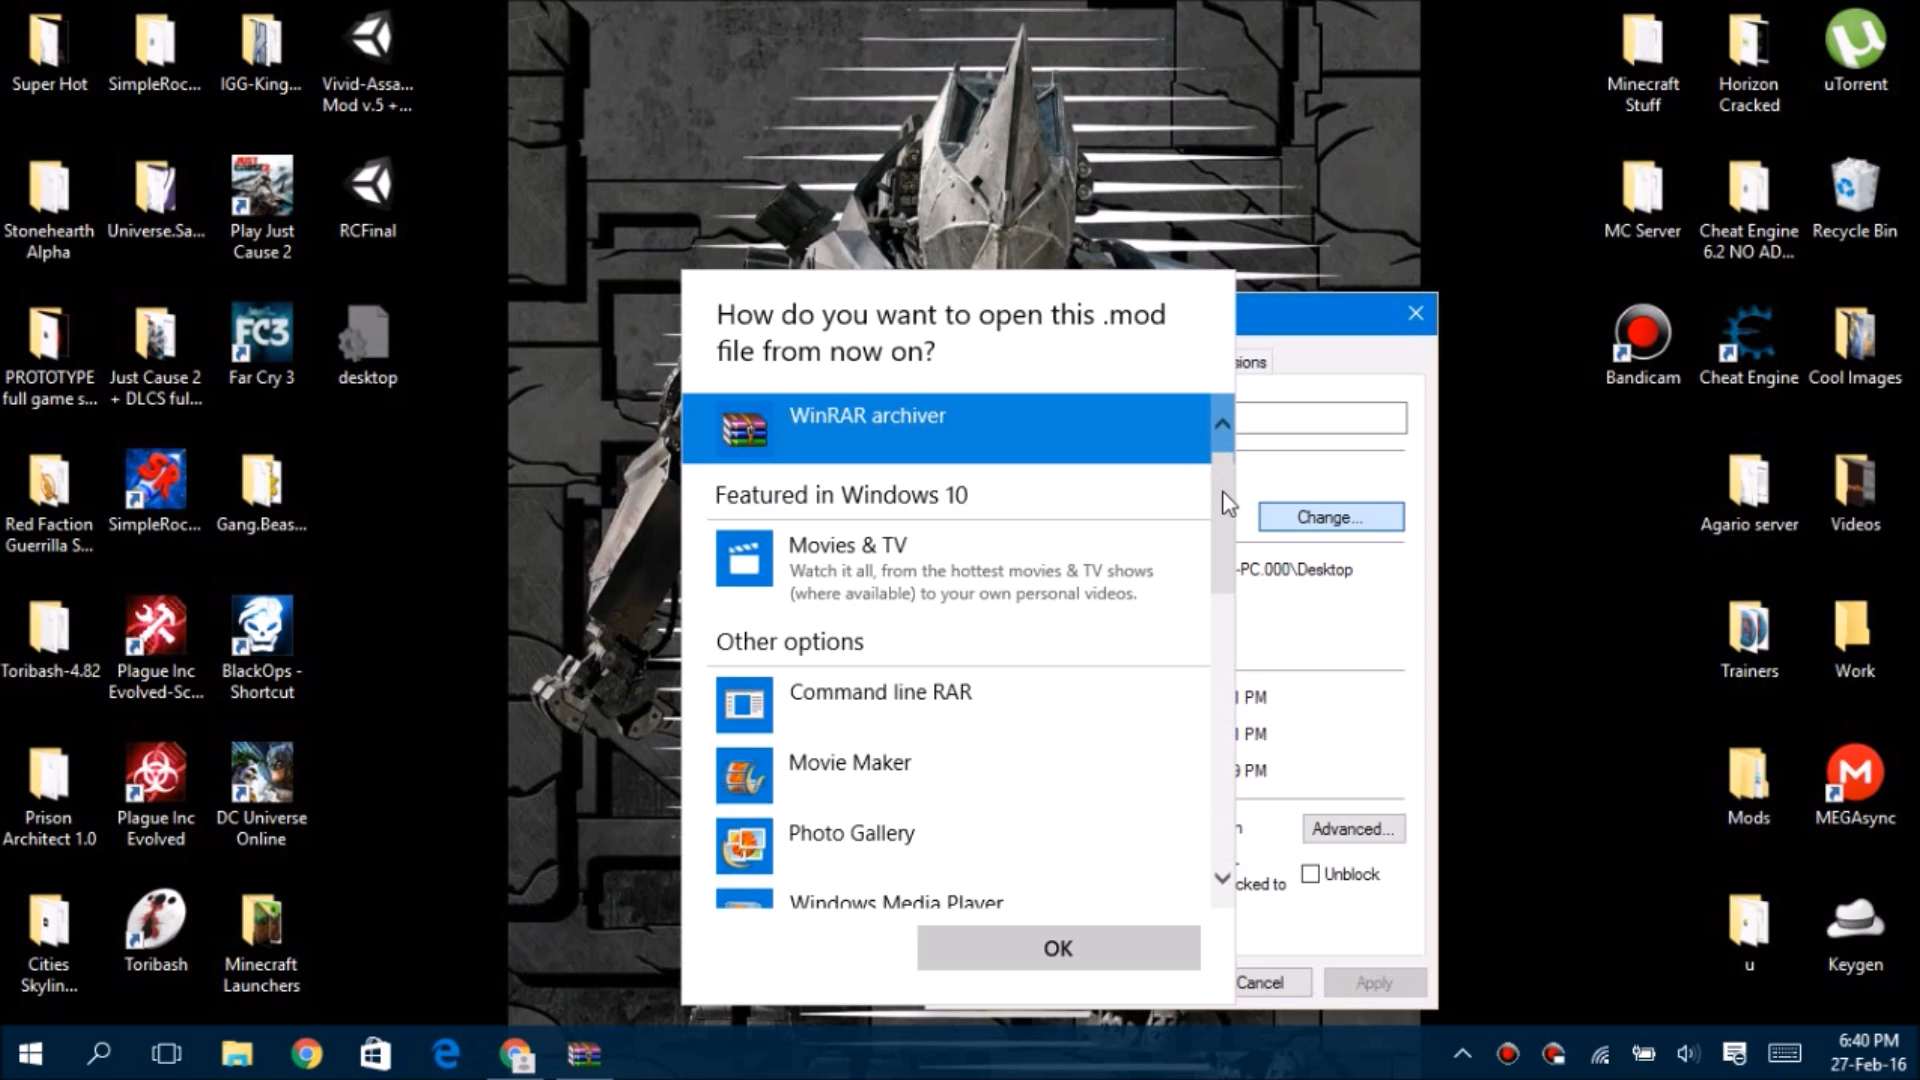 Super Hot
SimpleRoc...
IGG-King...
Vivid-Assa...
Mod v.5 +...
Stonehearth
Alpha
Universe.Sa...
Play Just
Cause 2
RCFinal
PROTOTYPE
full game s...
Just Cause 2
+ DLCS ful...
FC3
Far Cry 3
desktop
Red Faction
Guerrilla S...
SimpleRoc...
Gang.Beas...
Toribash-4.82
Plague Inc
Evolved-Sc...
BlackOps -
Shortcut
Prison
Architect 1.0
Plague Inc
Evolved
DC Universe
Online
Cities
Skylin...
Toribash
Minecraft
Launchers
How do you want to open this .mod
file from now on?
WinRAR archiver
Featured in Windows 10
Movies & TV
Watch it all, from the hottest movies & TV shows
(where available) to your own personal videos.
Other options
Command line RAR
Movie Maker
Photo Gallery
Windows Media Player
OK
sions
Change...
-PC.000\Desktop
PM
PM
9 PM
Advanced...
cked to
Unblock
Cancel
Apply
Minecraft
Stuff
Horizon
Cracked
uTorrent
MC Server
Cheat Engine
6.2 NO AD...
Recycle Bin
Bandicam
Cheat Engine
Cool Images
Agario server
Videos
Trainers
Work
Mods
MEGAsync
u
Keygen
6:40 PM
27-Feb-16